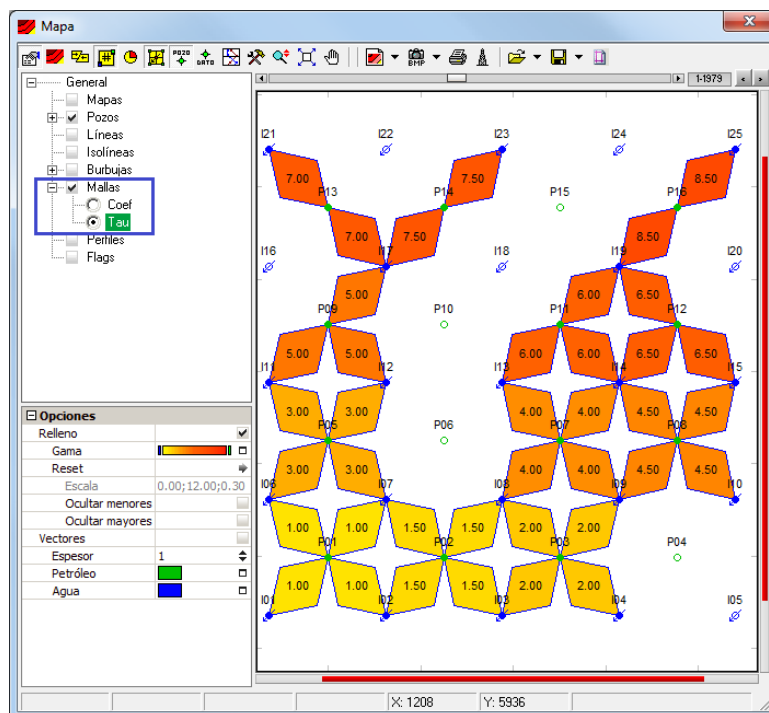 Mapa
POZO
DATO
BMP
General
Mapas
Pozos
Líneas
Isolíneas
Burbujas
Mallas
Coef
Tau
Perfiles
Flags
Opciones
Relleno
Gama
Reset
Escala 0.00;12.00;0.30
Ocultar menores
Ocultar mayores
Vectores
Espesor 1
Petróleo
Agua
1-1979
I21 I22 I23 I24 I25
7.00 7.50 8.50
P13 P14 P15 P16
7.00 7.50 8.50
I16 I17 I18 I19 I20
5.00 6.00 6.50
P09 P10 P11 P12
5.00 5.00 6.00 6.00 6.50 6.50
I11 I12 I13 I14 I15
3.00 3.00 4.00 4.00 4.50 4.50
P05 P06 P07 P08
3.00 3.00 4.00 4.00 4.50 4.50
I06 I07 I08 I09 I10
1.00 1.00 1.50 1.50 2.00 2.00
P01 P02 P03 P04
1.00 1.00 1.50 1.50 2.00 2.00
I01 I02 I03 I04 I05
X: 1208 Y: 5936